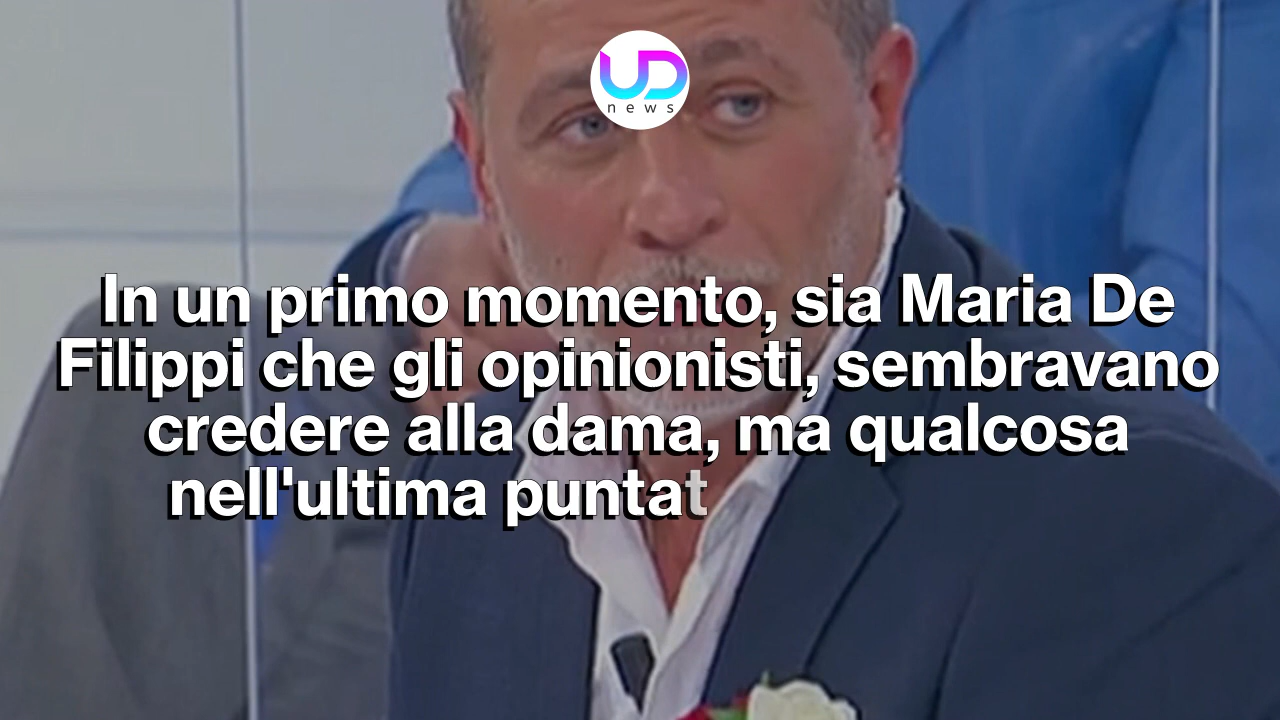 UD
news
In un primo momento, sia Maria De
Filippi che gli opinionisti, sembravano
credere alla dama, ma qualcosa
nell'ultima puntat